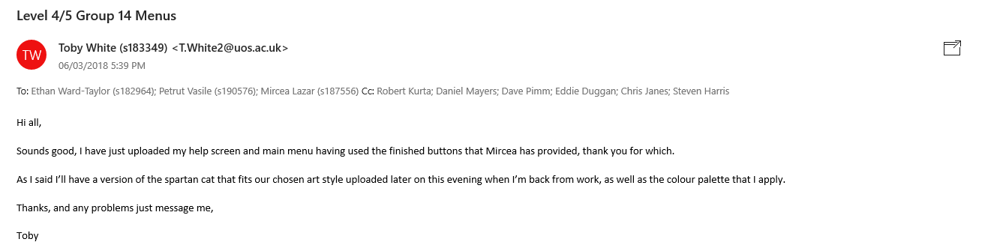 Level 4/5 Group 14 Menus
TW
Toby White (s183349) <T.White2@uos.ac.uk>
06/03/2018 5:39 PM
To: Ethan Ward-Taylor (s182964); Petrut Vasile (s190576); Mircea Lazar (s187556) Cc: Robert Kurta; Daniel Mayers; Dave Pimm; Eddie Duggan; Chris Janes; Steven Harris
Hi all,
Sounds good, I have just uploaded my help screen and main menu having used the finished buttons that Mircea has provided, thank you for which.
As I said I’ll have a version of the spartan cat that fits our chosen art style uploaded later on this evening when I’m back from work, as well as the colour palette that I apply.
Thanks, and any problems just message me,
Toby